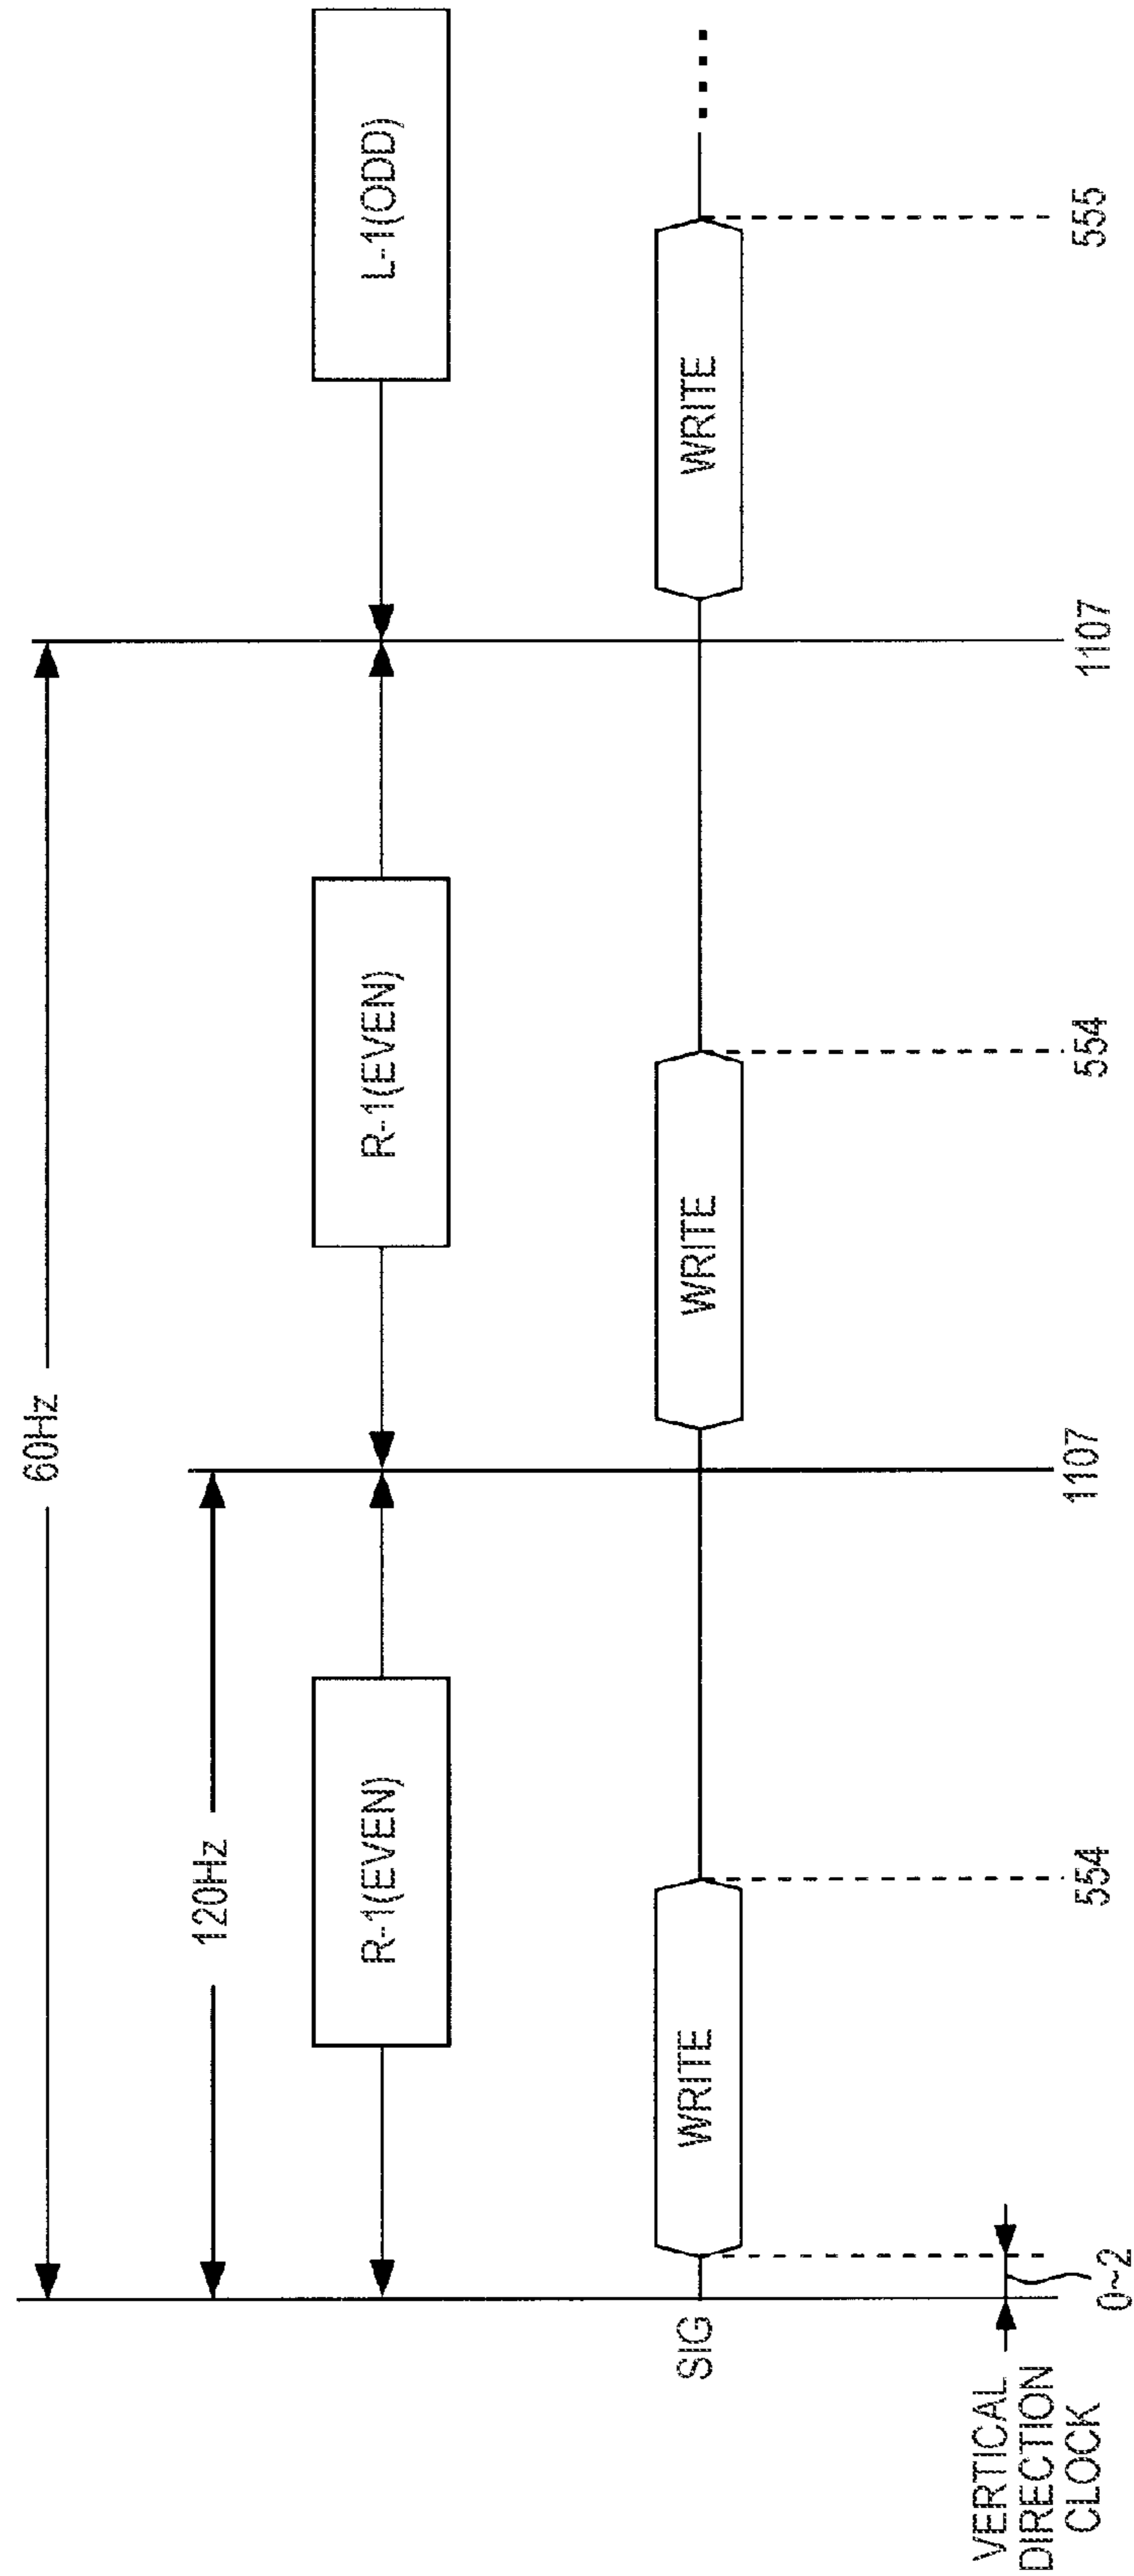 60Hz
120Hz
R-1(EVEN)
R-1(EVEN)
L-1(ODD)
SIG
WRITE
WRITE
WRITE
VERTICAL
DIRECTION
CLOCK
0~2
554
1107
554
1107
555